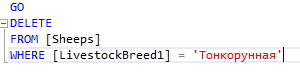 GO
DELETE
FROM [Sheeps]
WHERE [LivestockBreed1] = 'Тонкорунная'